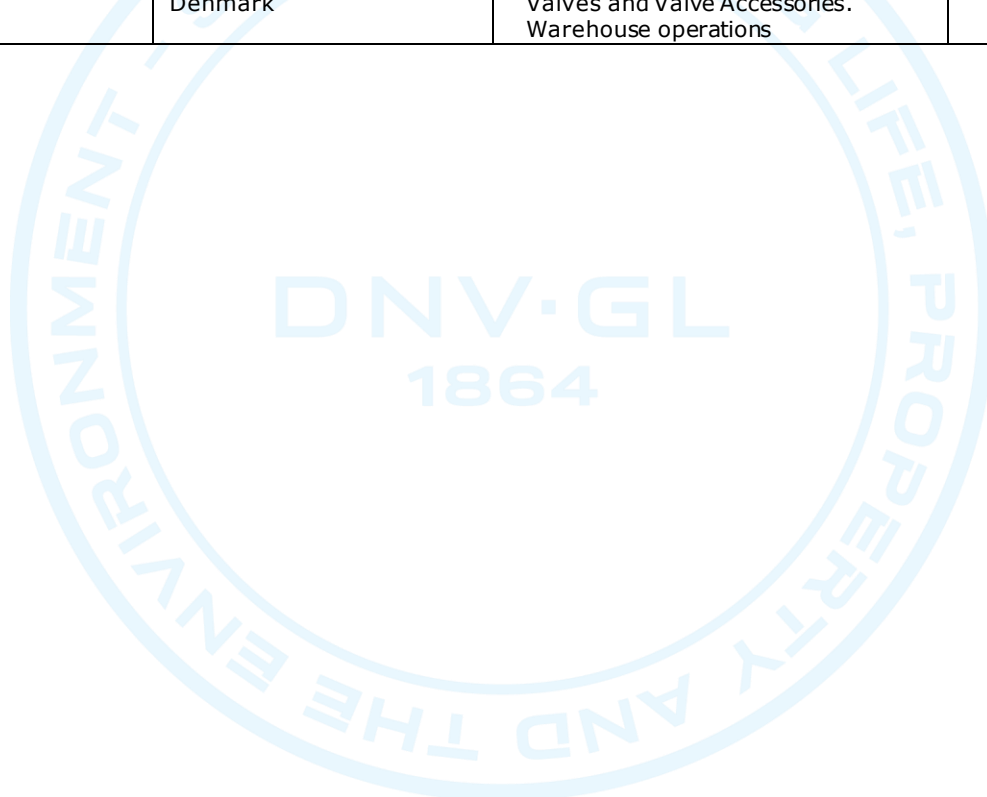 Denmark
Valves and Valve Accessories.
Warehouse operations
LIFE, PROPERTY AND THE ENVIRONMENT -
DNV·GL
1864